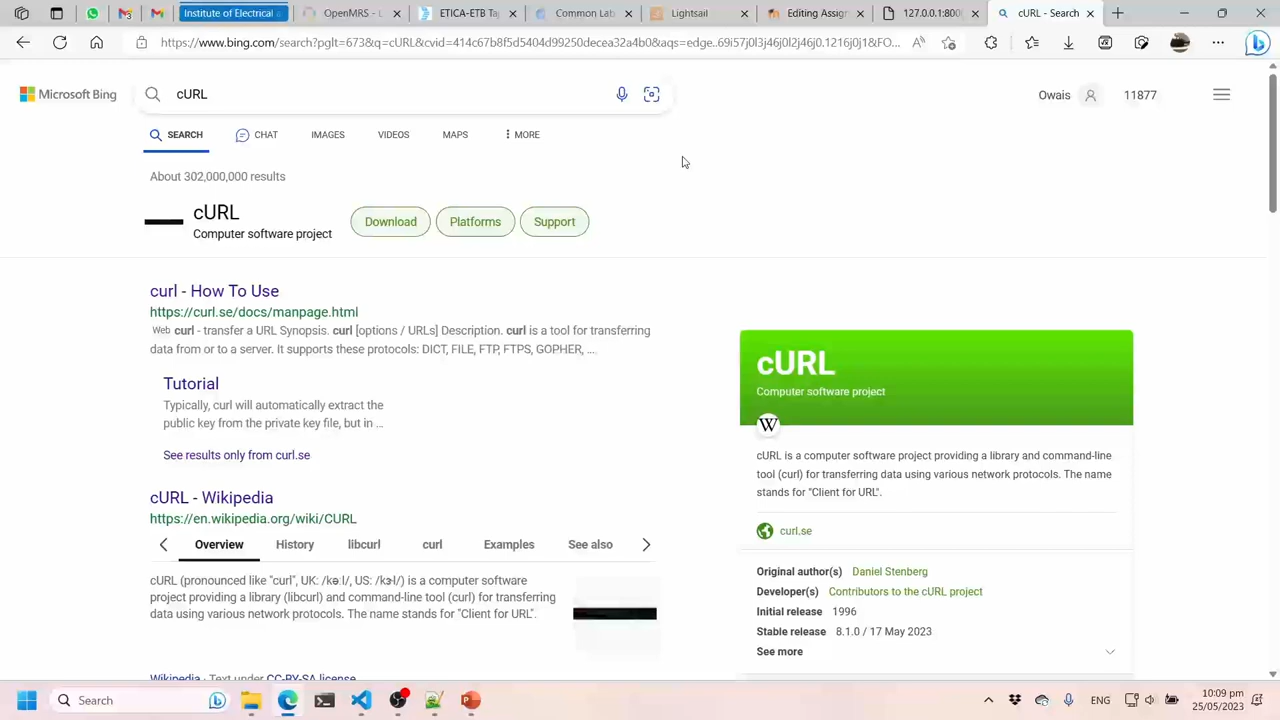 Institute of Electrical
OpenMRS - L
ETICA-ETB Ta
Common Lab
Lightsail
Editing Assig
cURL - Search
https://www.bing.com/search?pglt=673&q=cURL&cvid=414c67b8f5d5404d99250decea32a4b0&aqs=edge..69i57j0l3j46j0l2j46j0.1216j0j1&FO...
Microsoft Bing
cURL
Owais
11877
SEARCH
CHAT
IMAGES
VIDEOS
MAPS
MORE
About 302,000,000 results
cURL
Computer software project
Download
Platforms
Support
curl - How To Use
https://curl.se/docs/manpage.html
Web curl - transfer a URL Synopsis. curl [options / URLs] Description. curl is a tool for transferring
data from or to a server. It supports these protocols: DICT, FILE, FTP, FTPS, GOPHER, ...
Tutorial
Typically, curl will automatically extract the
public key from the private key file, but in ...
See results only from curl.se
cURL - Wikipedia
https://en.wikipedia.org/wiki/CURL
Overview
History
libcurl
curl
Examples
See also
cURL (pronounced like "curl", UK: /kəːl/, US: /kɝl/) is a computer software
project providing a library (libcurl) and command-line tool (curl) for transferring
data using various network protocols. The name stands for "Client for URL".
Wikipedia · Text under CC-BY-SA license
cURL
Computer software project
W
cURL is a computer software project providing a library and command-line
tool (curl) for transferring data using various network protocols. The name
stands for "Client for URL".
curl.se
Original author(s) Daniel Stenberg
Developer(s) Contributors to the cURL project
Initial release 1996
Stable release 8.1.0 / 17 May 2023
See more
Search
ENG
10:09 pm
25/05/2023